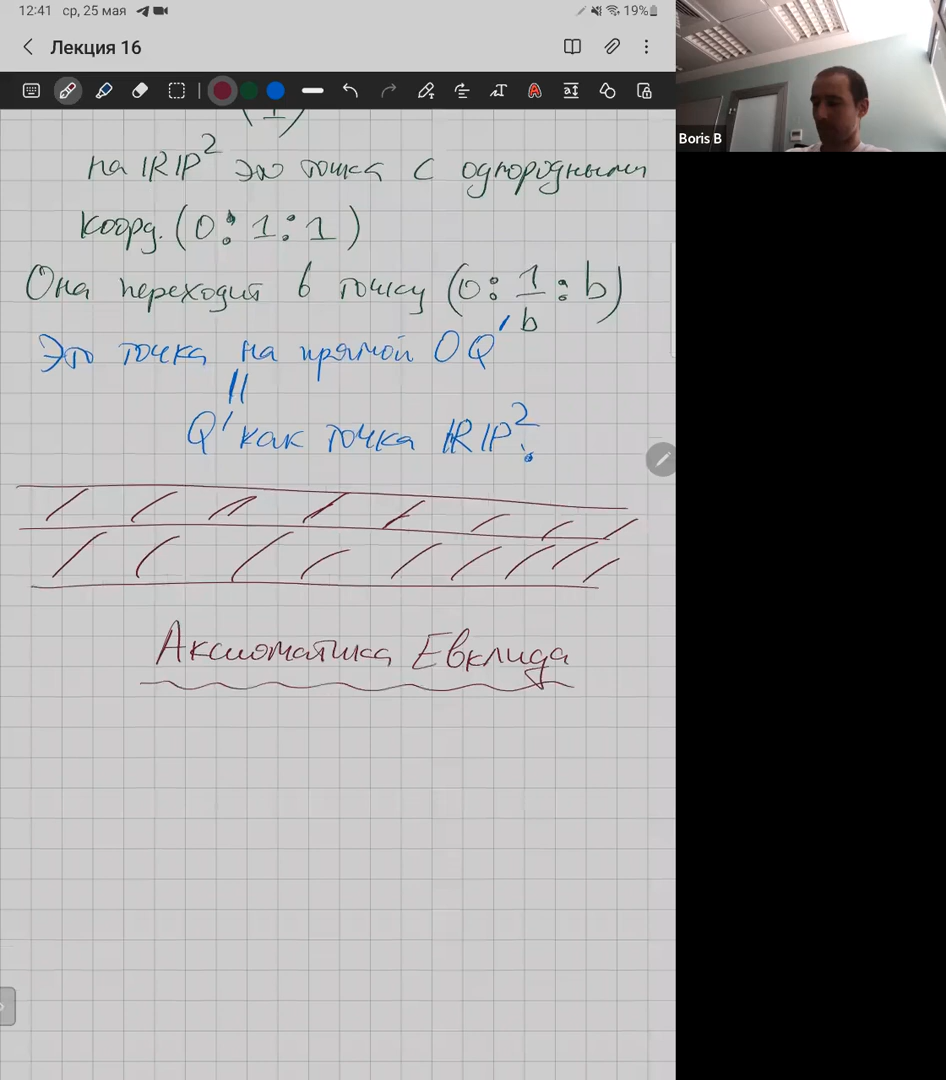 12:41 ср, 25 мая
19%
Лекция 16
Boris B
(1)
на ℝℙ² это точка с однородными
коорд. (0:1:1)
Она переходит в точку (0: 1/b : b)
Это точка на прямой OQ'
||
Q' как точка ℝℙ².
Аксиоматика Евклида